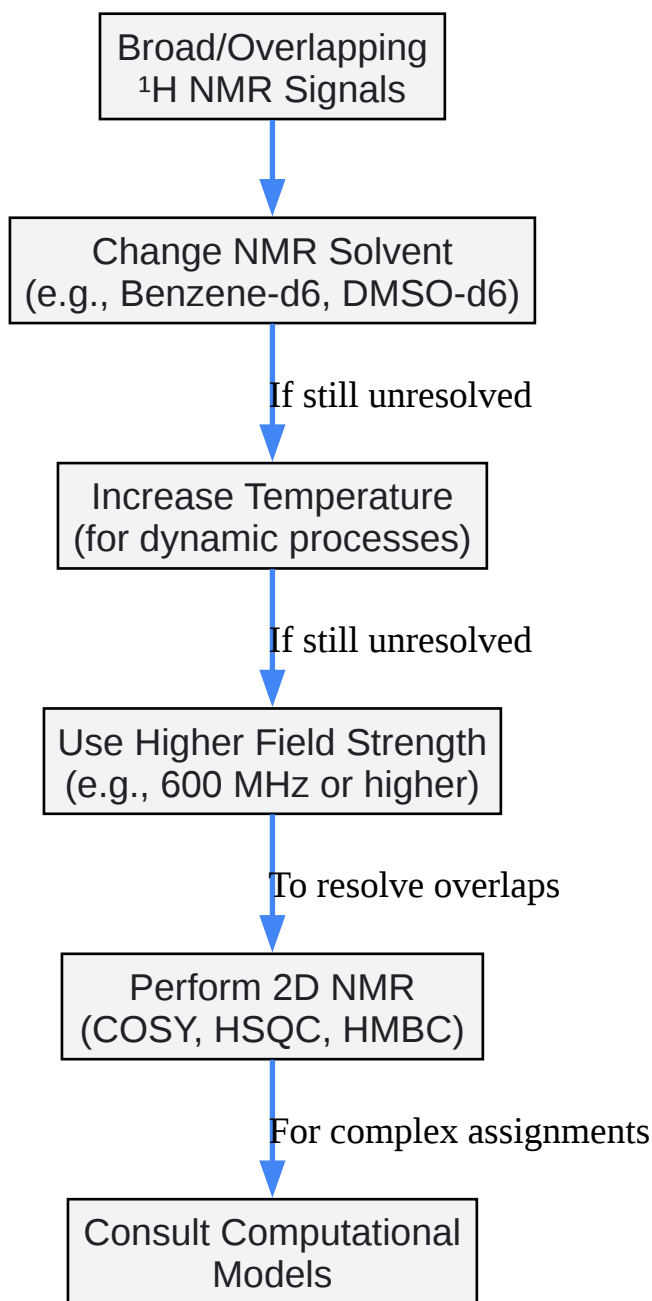 Broad/Overlapping
¹H NMR Signals
Change NMR Solvent
(e.g., Benzene-d6, DMSO-d6)
If still unresolved
Increase Temperature
(for dynamic processes)
If still unresolved
Use Higher Field Strength
(e.g., 600 MHz or higher)
To resolve overlaps
Perform 2D NMR
(COSY, HSQC, HMBC)
For complex assignments
Consult Computational
Models